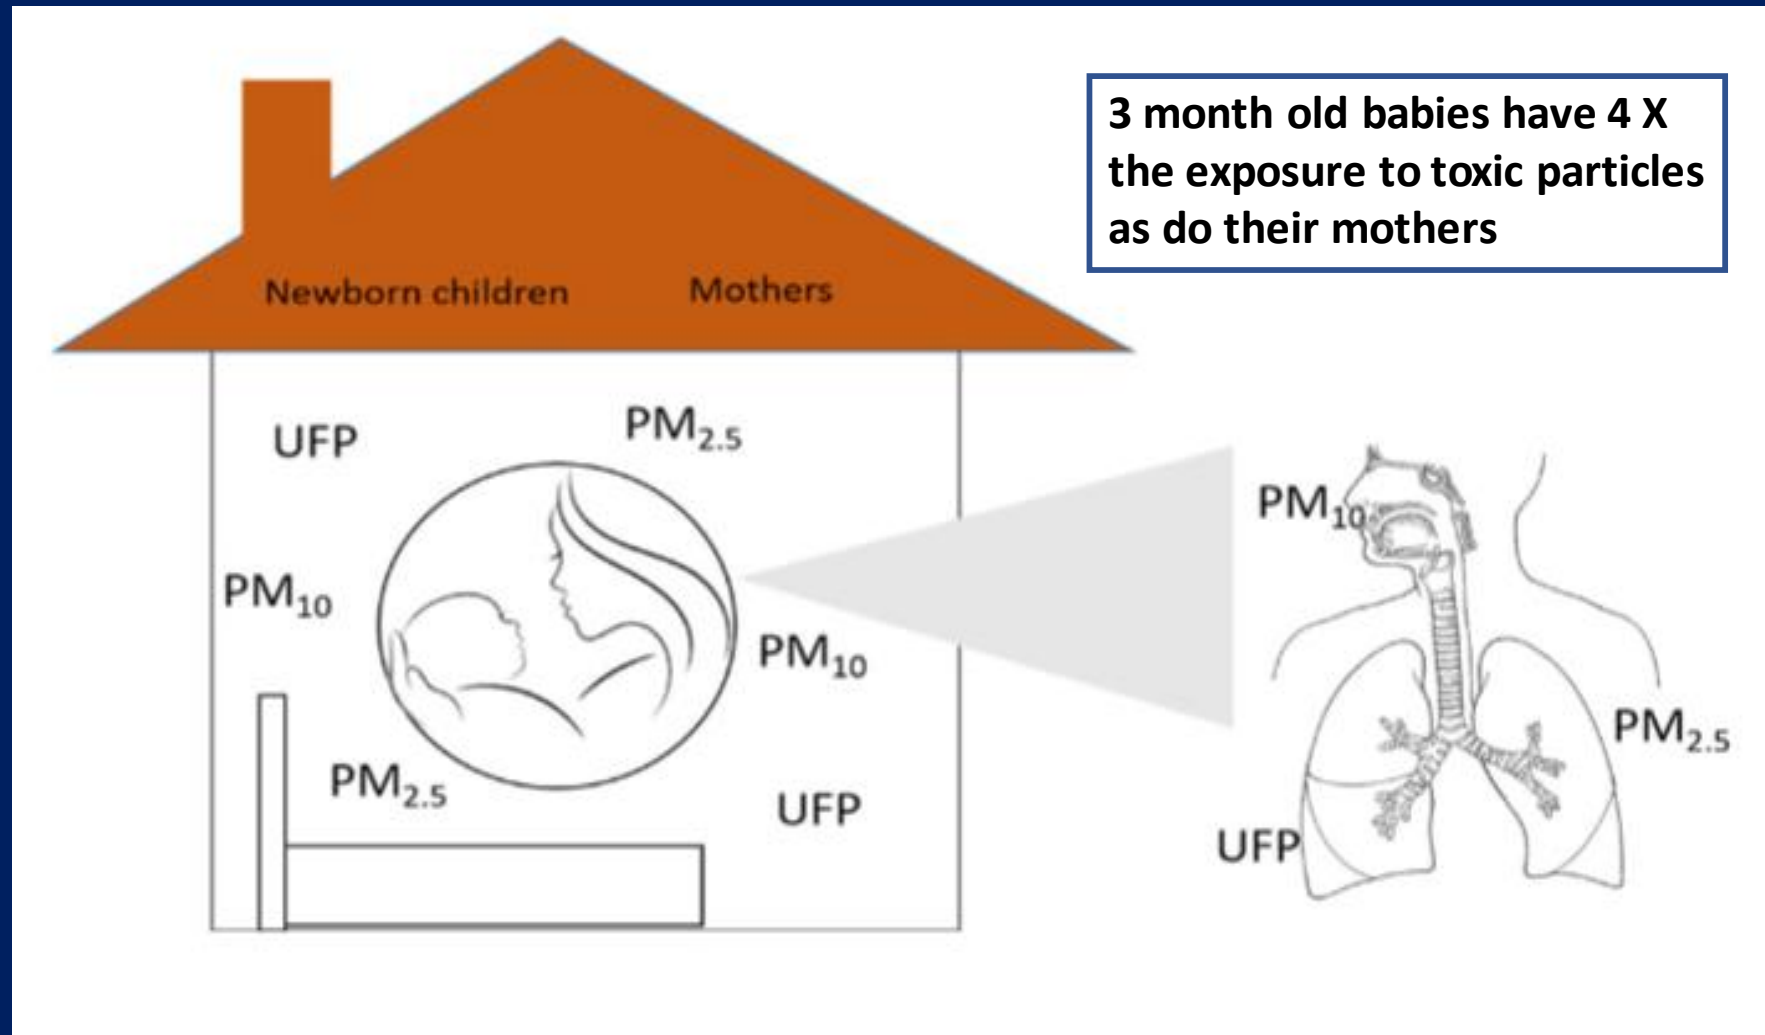 3 month old babies have 4 X
the exposure to toxic particles
as do their mothers
Newborn children
Mothers
UFP
PM2.5
PM10
PM10
PM2.5
UFP
PM10
PM2.5
UFP